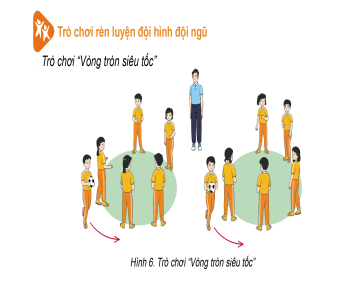 Trò chơi rèn luyện đội hình đội ngũ
Trò chơi “Vòng tròn siêu tốc”
Hình 6. Trò chơi “Vòng tròn siêu tốc”